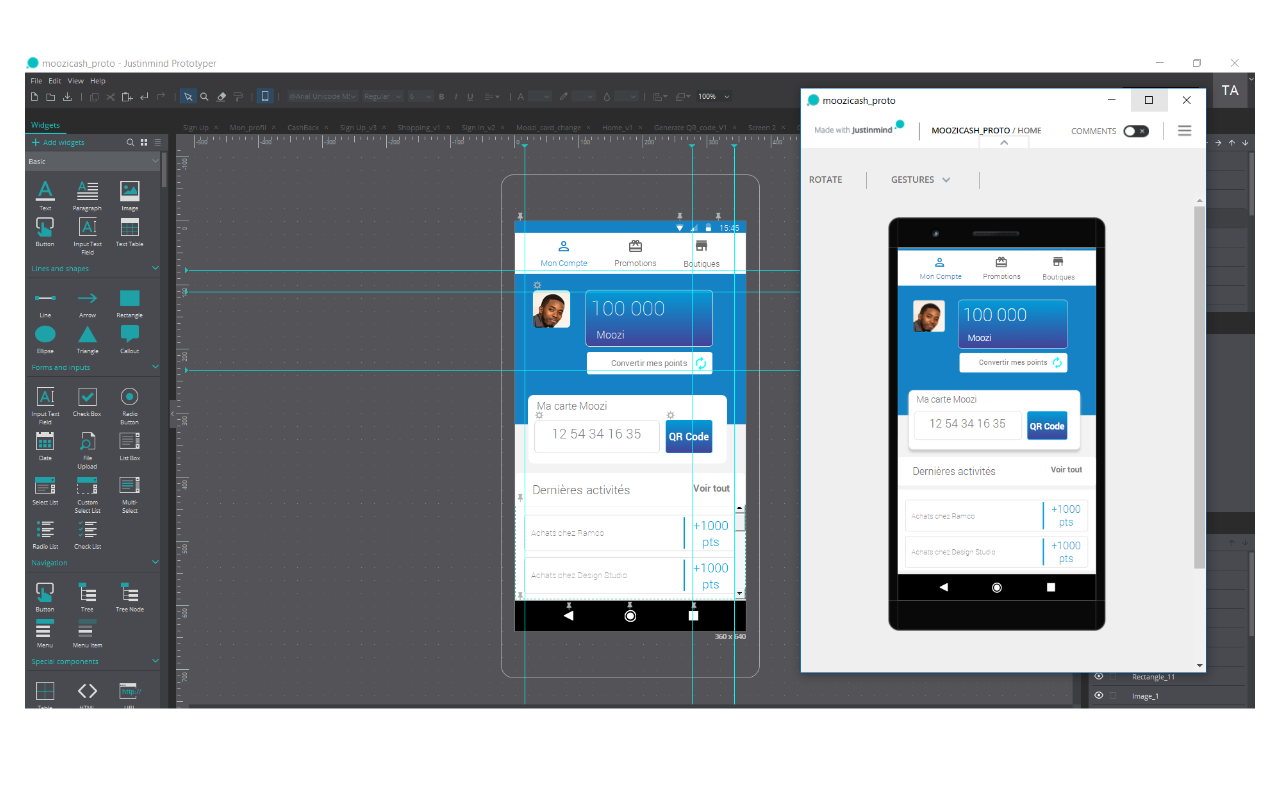 moozicash_proto - Justinmind Prototyper
File Edit View Help
@Arial Unicode MS Regular 100%
TA
Widgets
Sign Up × Mon_profil × CashBack × Sign Up_v3 × Shopping_v1 × Sign in_v2 × Home_v1 × Generate QR_code_V1 × Screen 2 ×
+ Add widgets
Basic
Text Paragraph Image
Button Input Text Field Text Table
Lines and shapes
Line Arrow Rectangle
Ellipse Triangle Callout
Forms and inputs
Input Text Field Check Box Radio Button
Date File Upload List Box
Select List Custom Select List Multi-Select
Radio List Check List
Navigation
Button Tree Tree Node
Menu Menu Item
Special components
15:45
Mon Compte Promotions Boutiques
100 000
Moozi
Convertir mes points
Ma carte Moozi
12 54 34 16 35 QR Code
Dernières activités Voir tout
Achats chez Ramco +1000 pts
Achats chez Design Studio +1000 pts
360 x 640
moozicash_proto
Made with Justinmind MOOZICASH_PROTO / HOME COMMENTS
ROTATE GESTURES
Mon Compte Promotions Boutiques
100 000
Moozi
Convertir mes points
Ma carte Moozi
12 54 34 16 35 QR Code
Dernières activités Voir tout
Achats chez Ramco +1000 pts
Achats chez Design Studio +1000 pts
Rectangle_11
Image_1